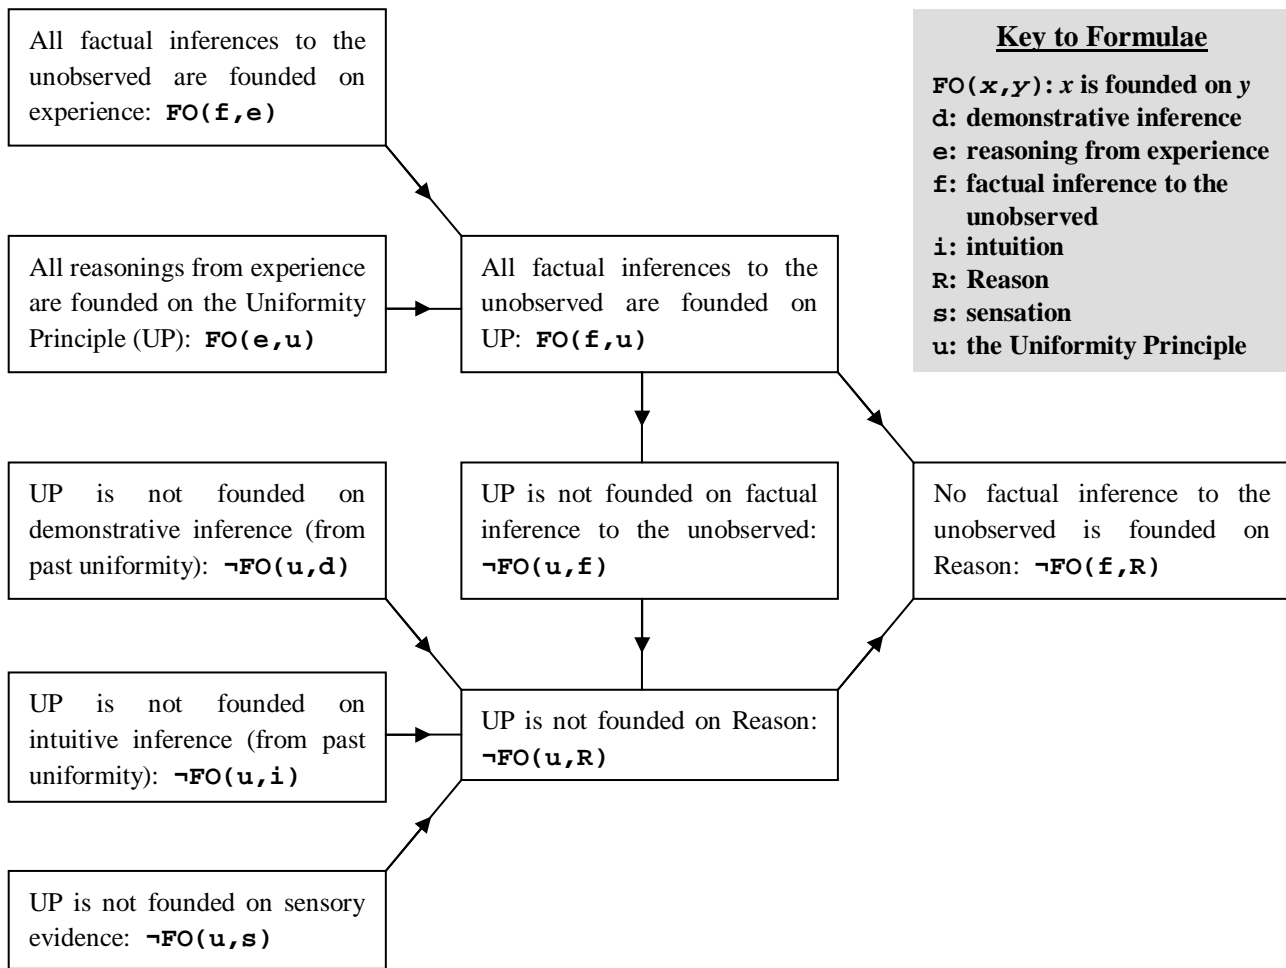 All factual inferences to the
unobserved are founded on
experience: FO(f,e)
Key to Formulae
FO(x,y): x is founded on y
d: demonstrative inference
e: reasoning from experience
f: factual inference to the
unobserved
i: intuition
R: Reason
s: sensation
u: the Uniformity Principle
All reasonings from experience
are founded on the Uniformity
Principle (UP): FO(e,u)
All factual inferences to the
unobserved are founded on
UP: FO(f,u)
UP is not founded on
demonstrative inference (from
past uniformity): ¬FO(u,d)
UP is not founded on factual
inference to the unobserved:
¬FO(u,f)
No factual inference to the
unobserved is founded on
Reason: ¬FO(f,R)
UP is not founded on
intuitive inference (from past
uniformity): ¬FO(u,i)
UP is not founded on Reason:
¬FO(u,R)
UP is not founded on sensory
evidence: ¬FO(u,s)